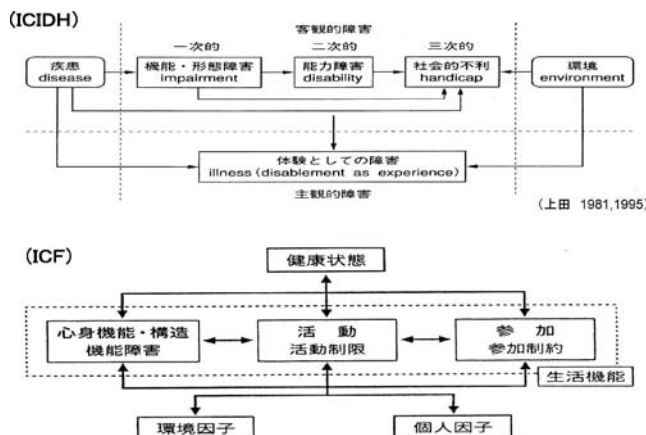 (ICIDH)
客観的障害
一次的 二次的 三次的
疾患 機能・形態障害 能力障害 社会的不利 環境
disease impairment disability handicap environment
体験としての障害
illness (disablement as experience)
主観的障害
(上田 1981,1995)
(ICF)
健康状態
心身機能・構造 活 動 参 加
機能障害 活動制限 参加制約
生活機能
環境因子 個人因子